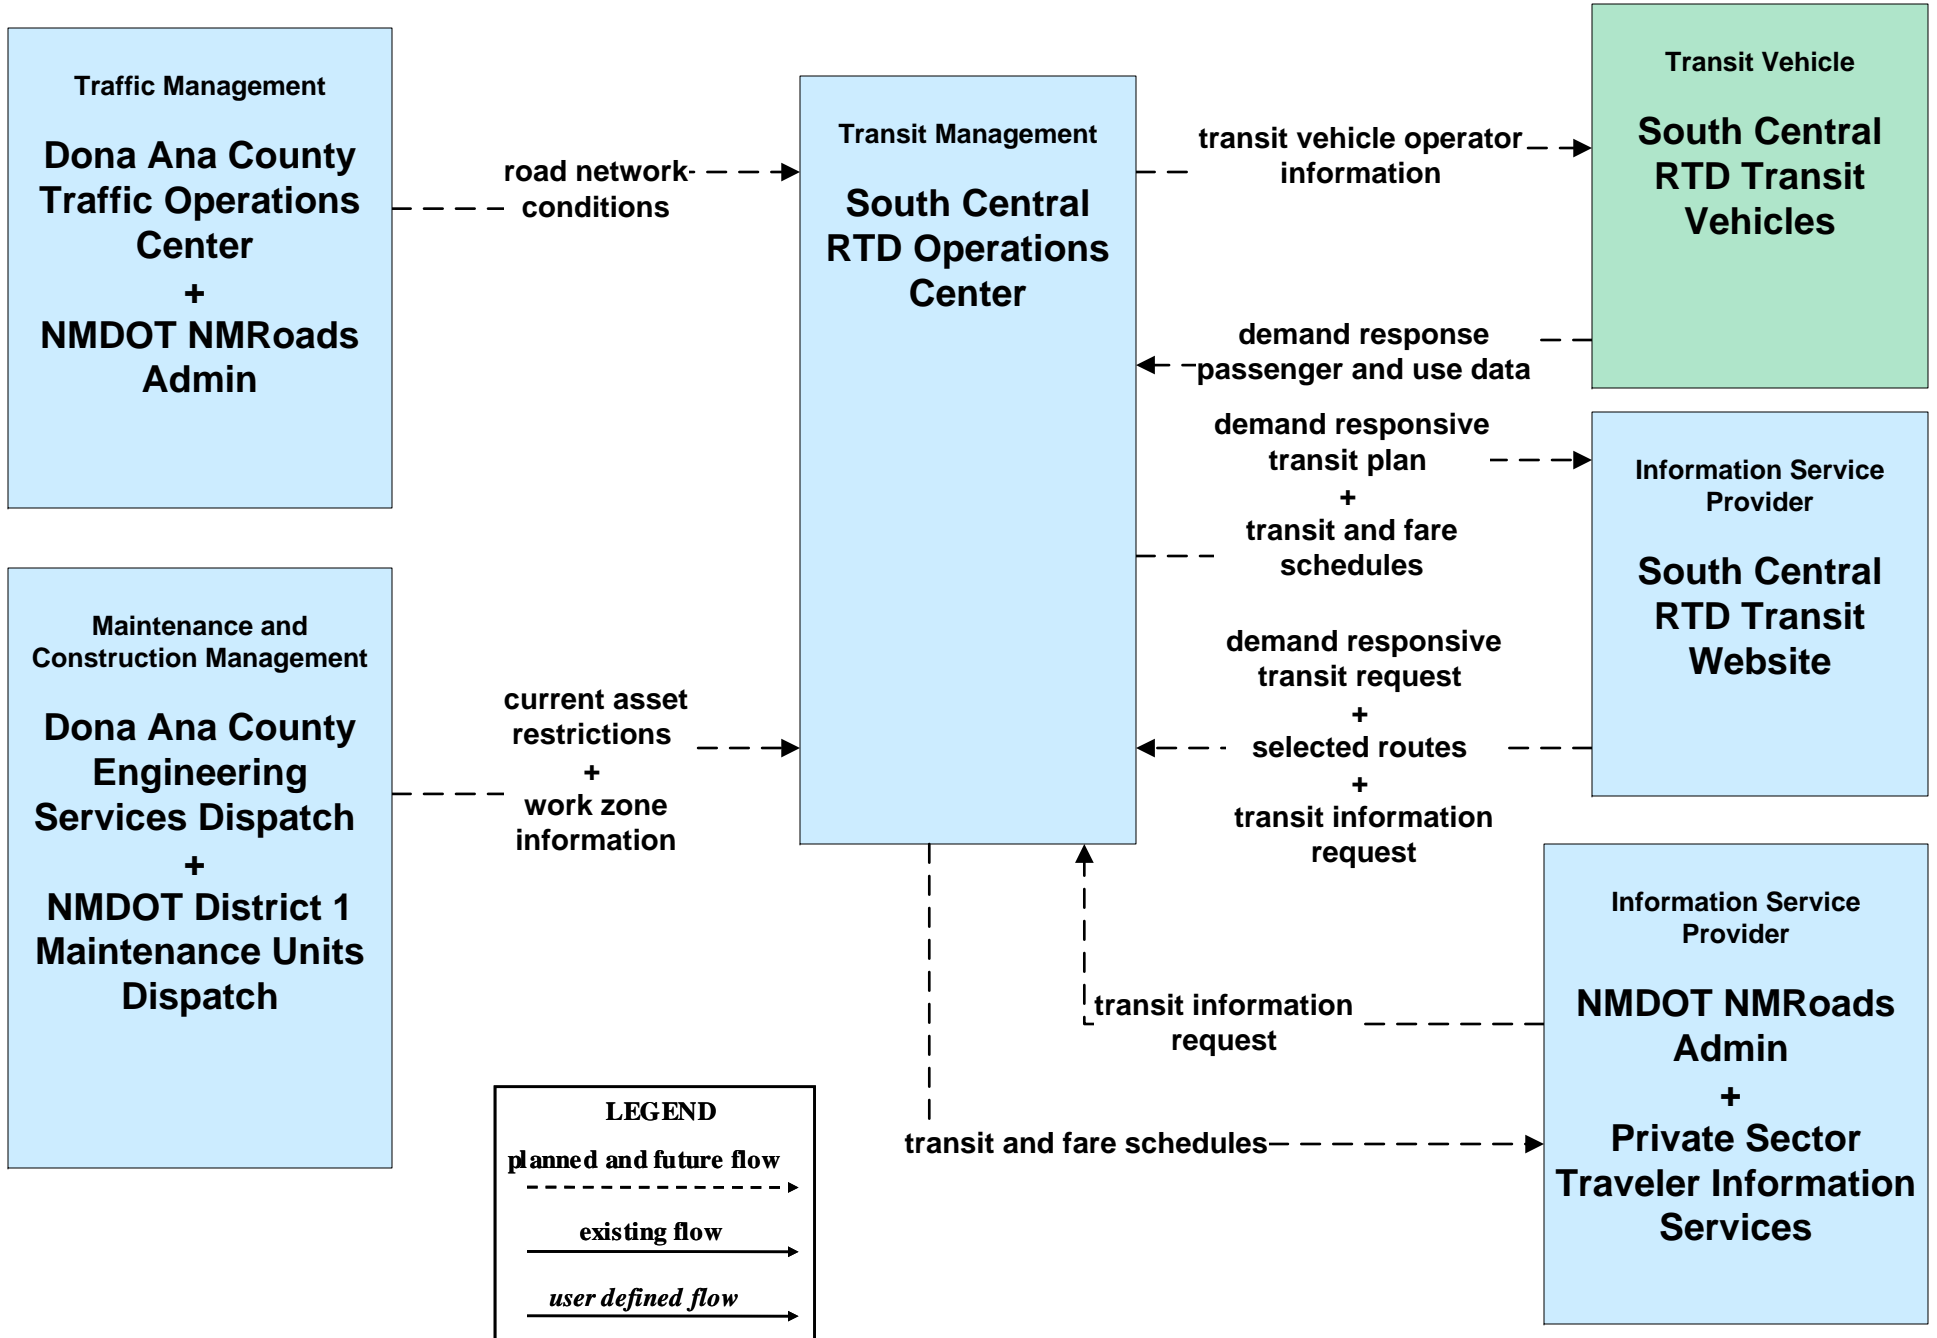 Traffic Management
Dona Ana County
Traffic Operations
Center
+
NMDOT NMRoads
Admin
road network
conditions
Maintenance and
Construction Management
Dona Ana County
Engineering
Services Dispatch
+
NMDOT District 1
Maintenance Units
Dispatch
current asset
restrictions
+
work zone
information
Transit Management
South Central
RTD Operations
Center
transit vehicle operator
information
demand response
passenger and use data
demand responsive
transit plan
+
transit and fare
schedules
demand responsive
transit request
+
selected routes
+
transit information
request
Transit Vehicle
South Central
RTD Transit
Vehicles
Information Service
Provider
South Central
RTD Transit
Website
transit information
request
transit and fare schedules
Information Service
Provider
NMDOT NMRoads
Admin
+
Private Sector
Traveler Information
Services
LEGEND
planned and future flow
existing flow
user defined flow